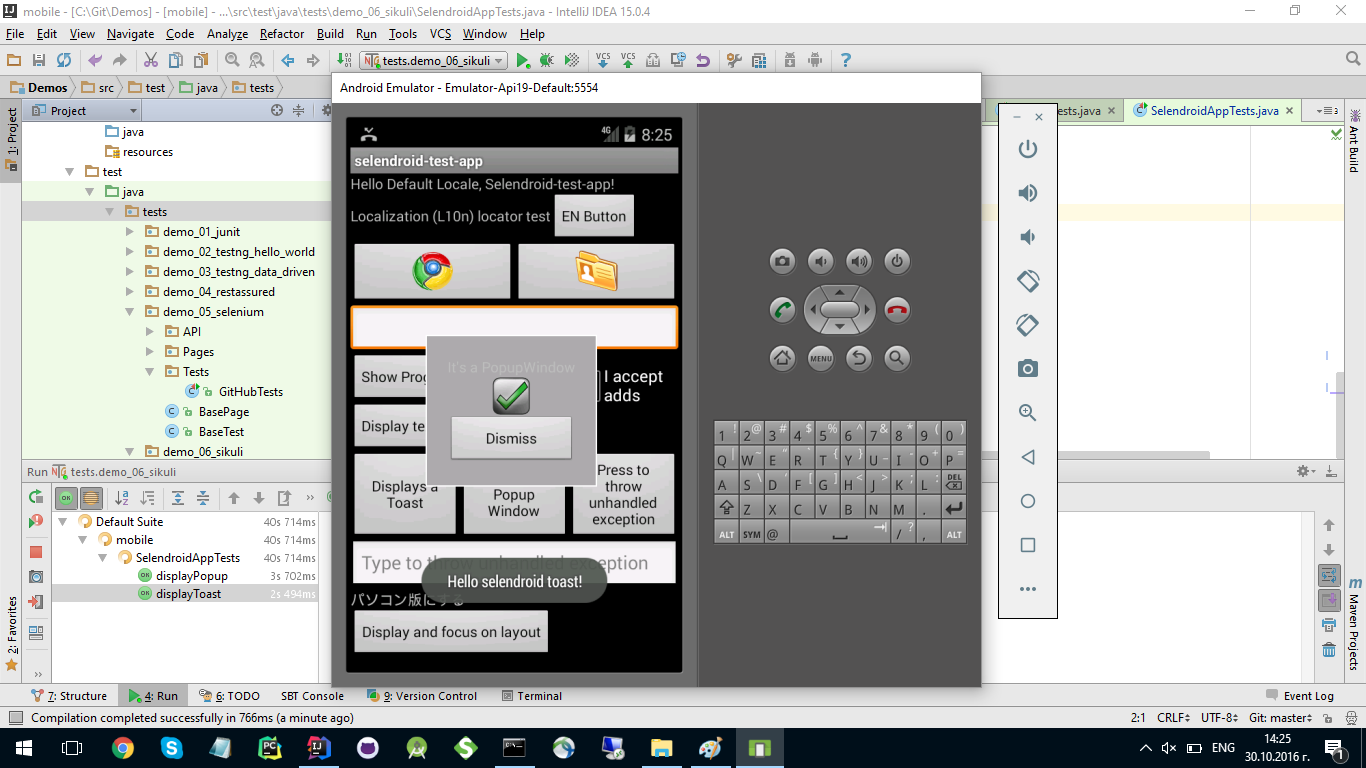 mobile - [C:\Git\Demos] - [mobile] - ...\src\test\java\tests\demo_06_sikuli\SelendroidAppTests.java - IntelliJ IDEA 15.0.4
File Edit View Navigate Code Analyze Refactor Build Run Tools VCS Window Help
tests.demo_06_sikuli
Demos src test java tests
Android Emulator - Emulator-Api19-Default:5554
1: Project
Project
java
resources
test
java
tests
demo_01_junit
demo_02_testng_hello_world
demo_03_testng_data_driven
demo_04_restassured
demo_05_selenium
API
Pages
Tests
GitHubTests
BasePage
BaseTest
demo_06_sikuli
4G 8:25
selendroid-test-app
Hello Default Locale, Selendroid-test-app!
Localization (L10n) locator test EN Button
It's a PopupWindow
Show Prog
I accept adds
Display te
Dismiss
Displays a Toast
Popup Window
Press to throw unhandled exception
Type to throw unhandled exception
Hello selendroid toast!
パソコン版にする
Display and focus on layout
MENU
1 ! 2 @ 3 # 4 $ 5 % 6 ^ 7 & 8 * 9 ( 0 )
Q | W ~ E " R ` T { Y } U _ I - O + P =
A S \ D F [ G ] H < J > K ; L : DEL
Z X C V B N M .
ALT SYM @ / ? , ALT
ests.java SelendroidAppTests.java
Ant Build
Maven Projects
Run tests.demo_06_sikuli
Default Suite 40s 714ms
mobile 40s 714ms
SelendroidAppTests 40s 714ms
displayPopup 3s 702ms
displayToast 2s 494ms
2: Favorites
7: Structure 4: Run 6: TODO SBT Console 9: Version Control Terminal Event Log
Compilation completed successfully in 766ms (a minute ago) 2:1 CRLF UTF-8 Git: master
ENG 14:25
30.10.2016 г.
1